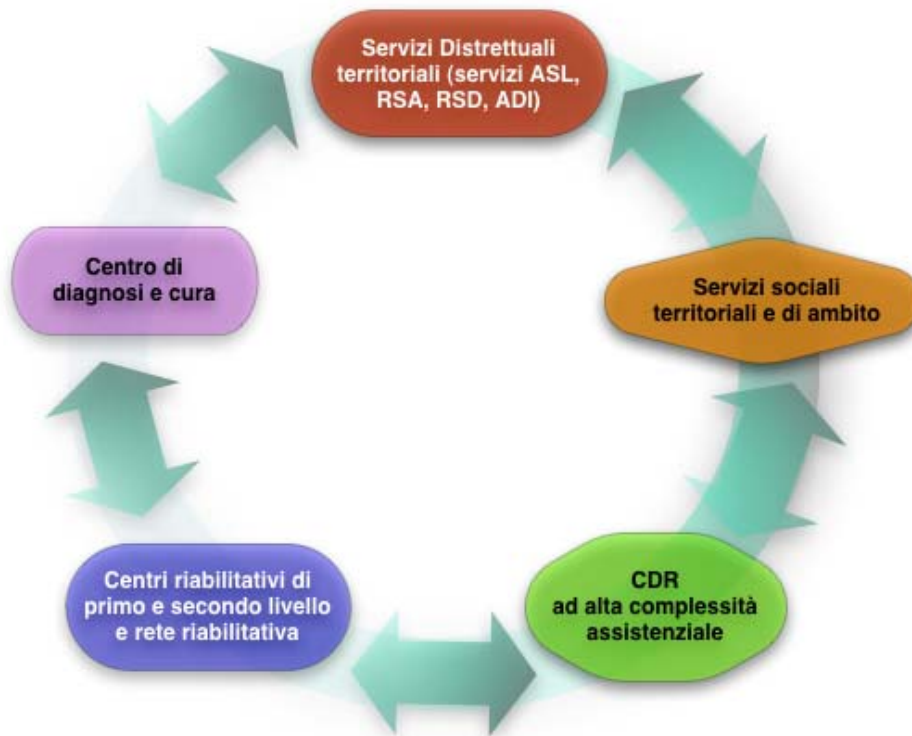 Servizi Distrettuali
territoriali (servizi ASL,
RSA, RSD, ADI)
Centro di
diagnosi e cura
Servizi sociali
territoriali e di ambito
Centri riabilitativi di
primo e secondo livello
e rete riabilitativa
CDR
ad alta complessità
assistenziale